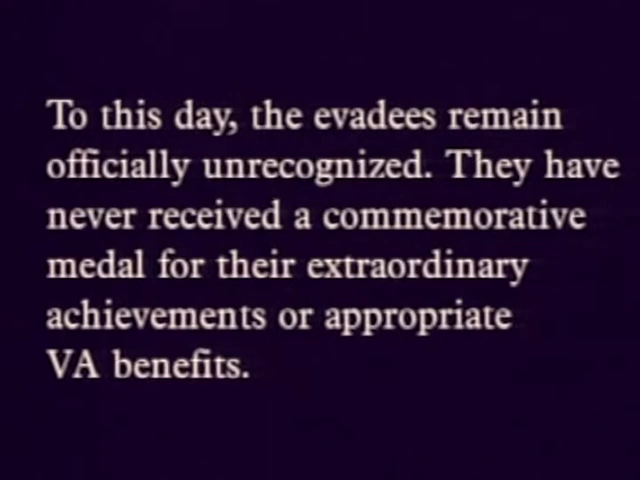 To this day, the evadees remain
officially unrecognized. They have
never received a commemorative
medal for their extraordinary
achievements or appropriate
VA benefits.